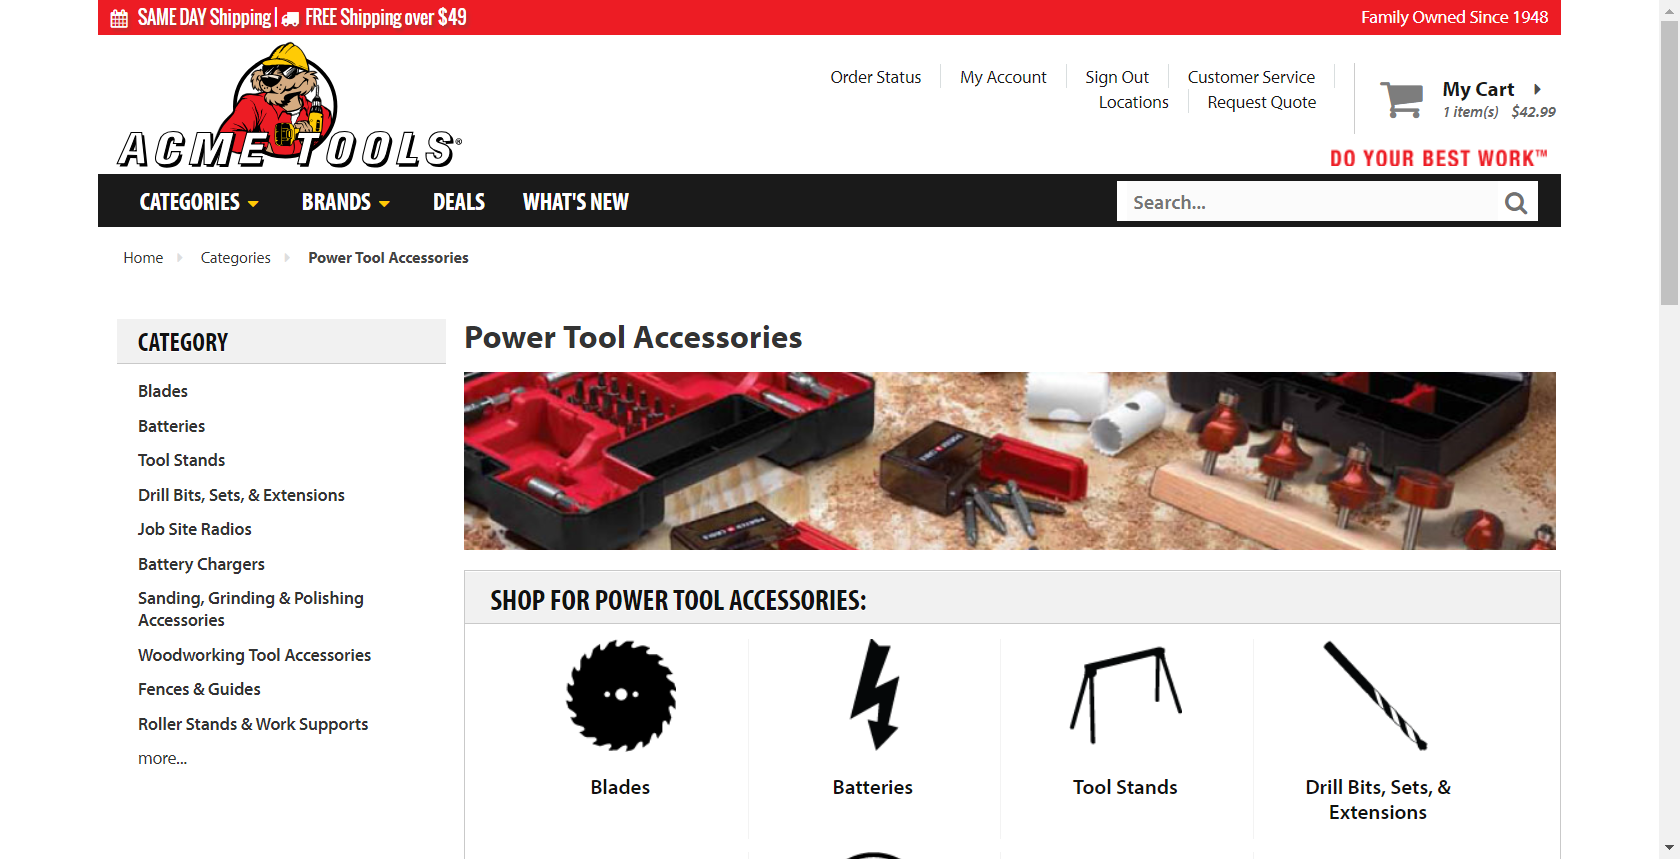 SAME DAY Shipping | FREE Shipping over $49
Family Owned Since 1948
ACME TOOLS®
Order Status
My Account
Sign Out
Customer Service
Locations
Request Quote
My Cart
1 item(s) $42.99
DO YOUR BEST WORK™
CATEGORIES
BRANDS
DEALS
WHAT'S NEW
Search...
Home
Categories
Power Tool Accessories
CATEGORY
Blades
Batteries
Tool Stands
Drill Bits, Sets, & Extensions
Job Site Radios
Battery Chargers
Sanding, Grinding & Polishing
Accessories
Woodworking Tool Accessories
Fences & Guides
Roller Stands & Work Supports
more...
Power Tool Accessories
SHOP FOR POWER TOOL ACCESSORIES:
Blades
Batteries
Tool Stands
Drill Bits, Sets, &
Extensions